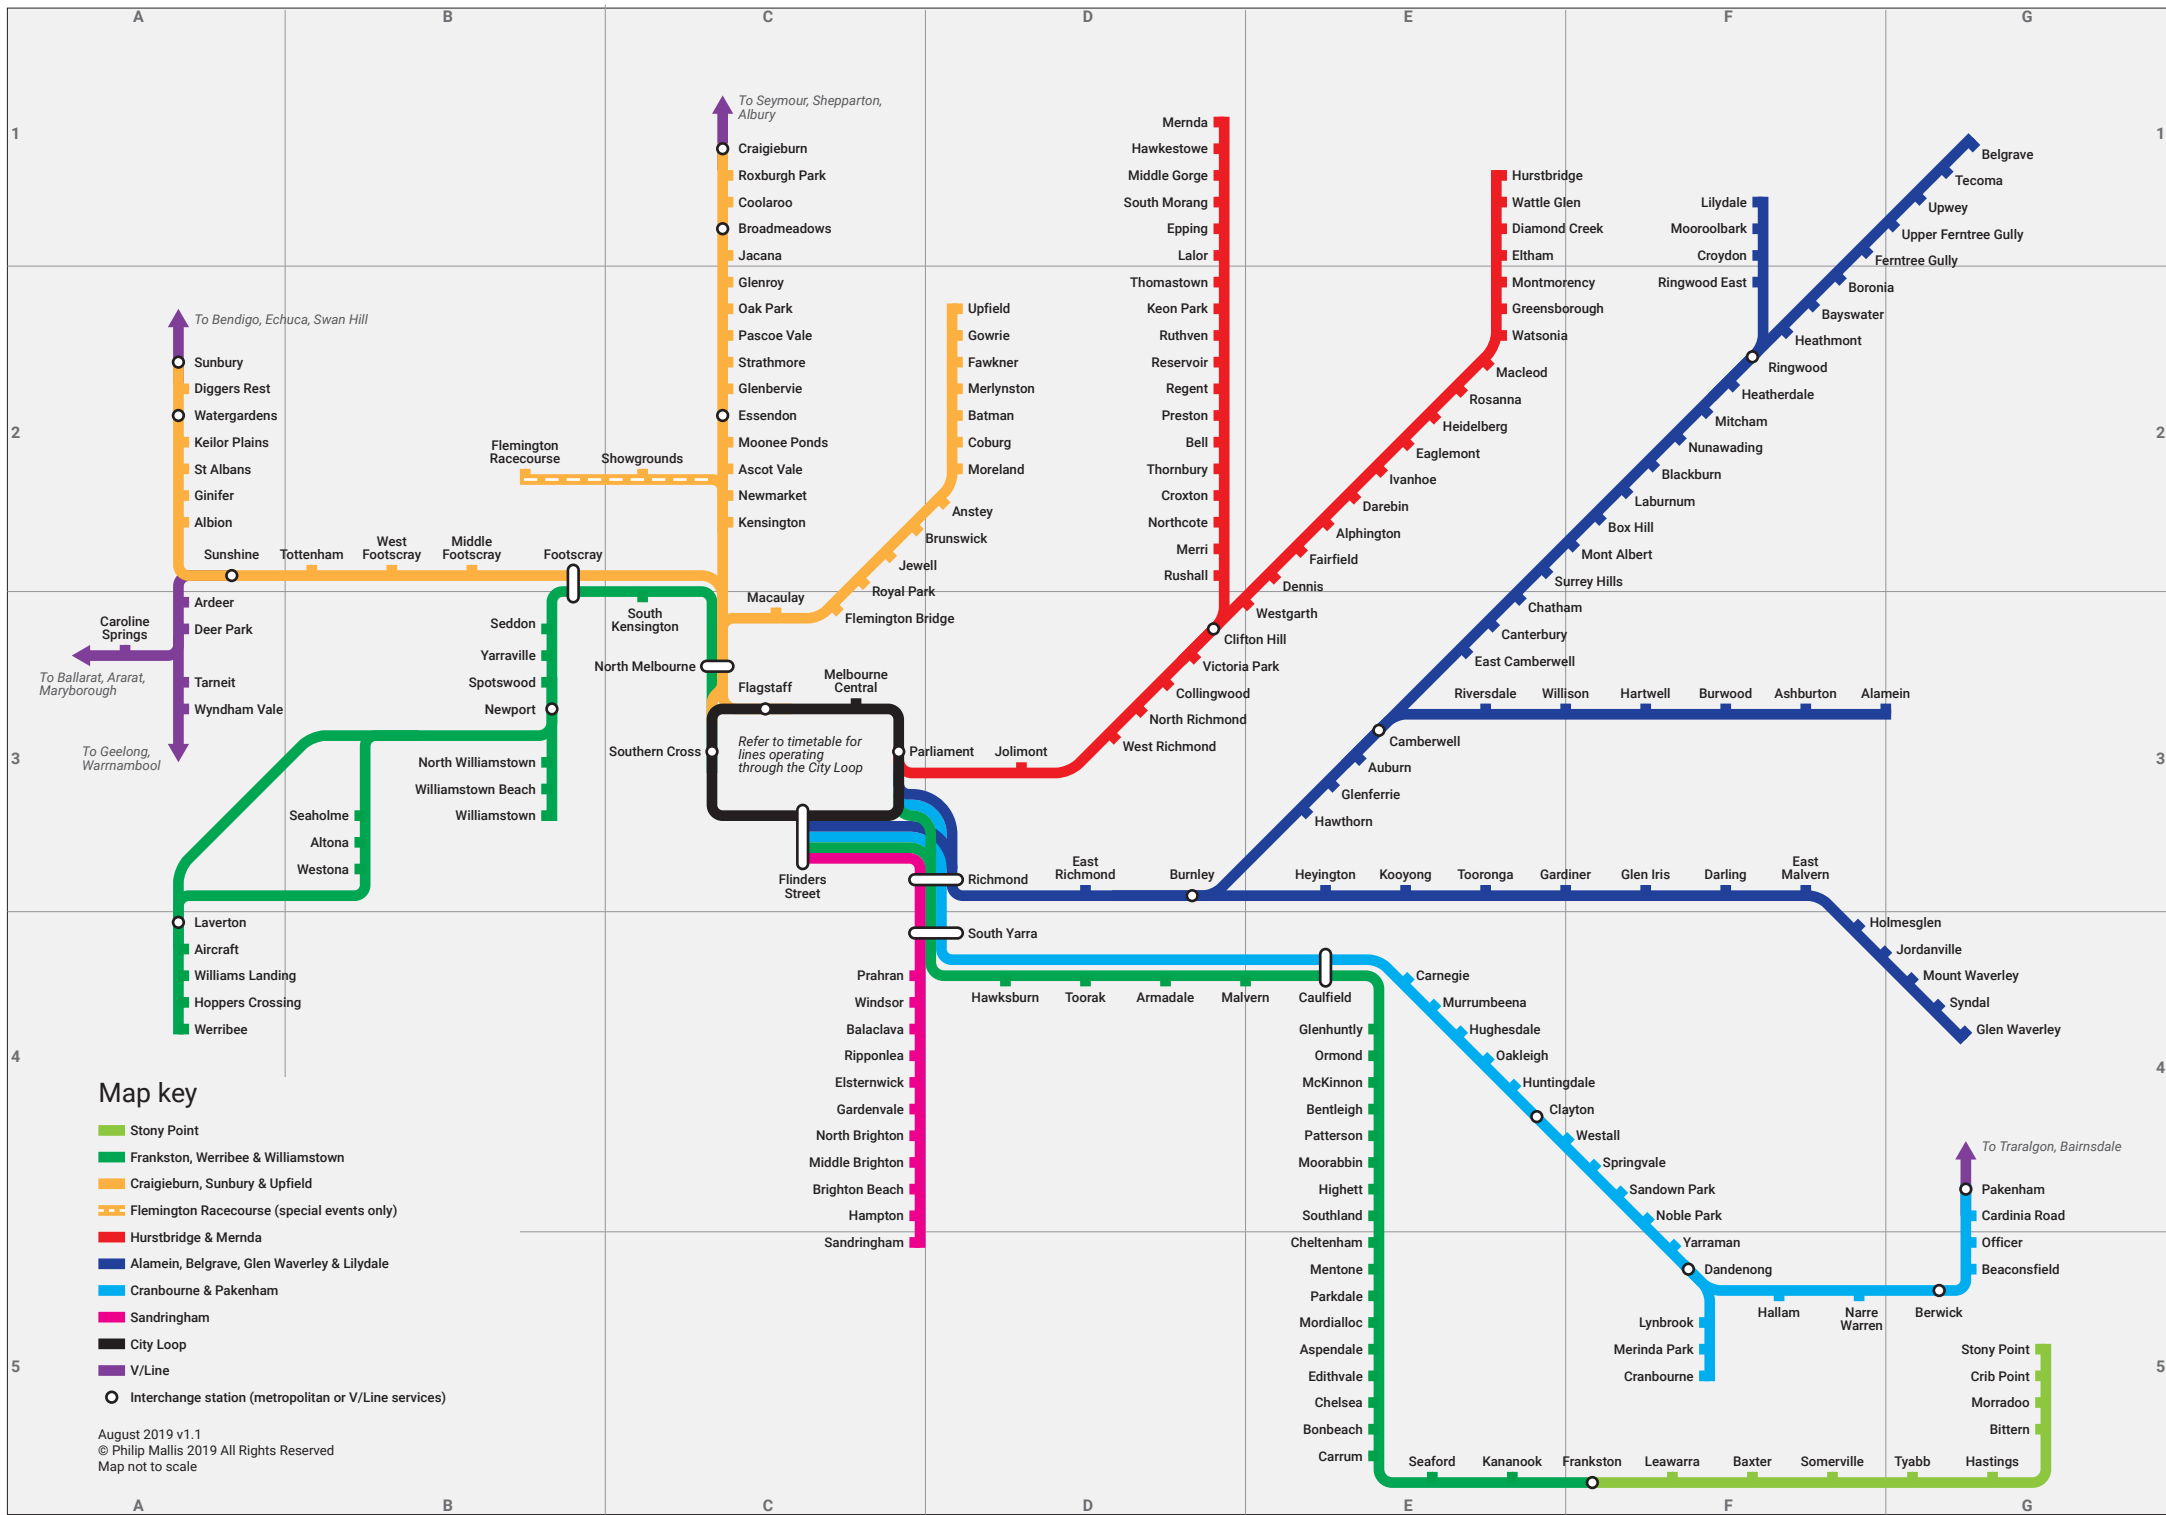 A
B
C
D
E
F
G
1
1
2
2
3
3
4
4
5
5
To Seymour, Shepparton,
Albury
Craigieburn
Roxburgh Park
Coolaroo
Broadmeadows
Jacana
Glenroy
Oak Park
Pascoe Vale
Strathmore
Glenbervie
Essendon
Moonee Ponds
Ascot Vale
Newmarket
Kensington
Flemington
Racecourse
Showgrounds
To Bendigo, Echuca, Swan Hill
Sunbury
Diggers Rest
Watergardens
Keilor Plains
St Albans
Ginifer
Albion
Sunshine
Tottenham
West
Footscray
Middle
Footscray
Footscray
Ardeer
Deer Park
Caroline
Springs
To Ballarat, Ararat,
Maryborough
Tarneit
Wyndham Vale
To Geelong,
Warrnambool
Upfield
Gowrie
Fawkner
Merlynston
Batman
Coburg
Moreland
Anstey
Brunswick
Jewell
Royal Park
Flemington Bridge
Macaulay
South
Kensington
North Melbourne
Seddon
Yarraville
Spotswood
Newport
North Williamstown
Williamstown Beach
Williamstown
Seaholme
Altona
Westona
Laverton
Aircraft
Williams Landing
Hoppers Crossing
Werribee
Flagstaff
Melbourne
Central
Southern Cross
Refer to timetable for
lines operating
through the City Loop
Parliament
Flinders
Street
Jolimont
West Richmond
North Richmond
Collingwood
Victoria Park
Clifton Hill
Mernda
Hawkestowe
Middle Gorge
South Morang
Epping
Lalor
Thomastown
Keon Park
Ruthven
Reservoir
Regent
Preston
Bell
Thornbury
Croxton
Northcote
Merri
Rushall
Hurstbridge
Wattle Glen
Diamond Creek
Eltham
Montmorency
Greensborough
Watsonia
Macleod
Rosanna
Heidelberg
Eaglemont
Ivanhoe
Darebin
Alphington
Fairfield
Dennis
Westgarth
Lilydale
Mooroolbark
Croydon
Ringwood East
Belgrave
Tecoma
Upwey
Upper Ferntree Gully
Ferntree Gully
Boronia
Bayswater
Heathmont
Ringwood
Heatherdale
Mitcham
Nunawading
Blackburn
Laburnum
Box Hill
Mont Albert
Surrey Hills
Chatham
Canterbury
East Camberwell
Camberwell
Auburn
Glenferrie
Hawthorn
Riversdale
Willison
Hartwell
Burwood
Ashburton
Alamein
Richmond
East
Richmond
Burnley
Heyington
Kooyong
Tooronga
Gardiner
Glen Iris
Darling
East
Malvern
Holmesglen
Jordanville
Mount Waverley
Syndal
Glen Waverley
South Yarra
Prahran
Windsor
Balaclava
Ripponlea
Elsternwick
Gardenvale
North Brighton
Middle Brighton
Brighton Beach
Hampton
Sandringham
Hawksburn
Toorak
Armadale
Malvern
Caulfield
Carnegie
Murrumbeena
Hughesdale
Oakleigh
Huntingdale
Clayton
Westall
Springvale
Sandown Park
Noble Park
Yarraman
Dandenong
Hallam
Narre
Warren
Berwick
Beaconsfield
Officer
Cardinia Road
Pakenham
To Traralgon, Bairnsdale
Lynbrook
Merinda Park
Cranbourne
Glenhuntly
Ormond
McKinnon
Bentleigh
Patterson
Moorabbin
Highett
Southland
Cheltenham
Mentone
Parkdale
Mordialloc
Aspendale
Edithvale
Chelsea
Bonbeach
Carrum
Seaford
Kananook
Frankston
Leawarra
Baxter
Somerville
Tyabb
Hastings
Stony Point
Crib Point
Morradoo
Bittern
Map key
Stony Point
Frankston, Werribee & Williamstown
Craigieburn, Sunbury & Upfield
Flemington Racecourse (special events only)
Hurstbridge & Mernda
Alamein, Belgrave, Glen Waverley & Lilydale
Cranbourne & Pakenham
Sandringham
City Loop
V/Line
Interchange station (metropolitan or V/Line services)
August 2019 v1.1
© Philip Mallis 2019 All Rights Reserved
Map not to scale
A
B
C
D
E
F
G